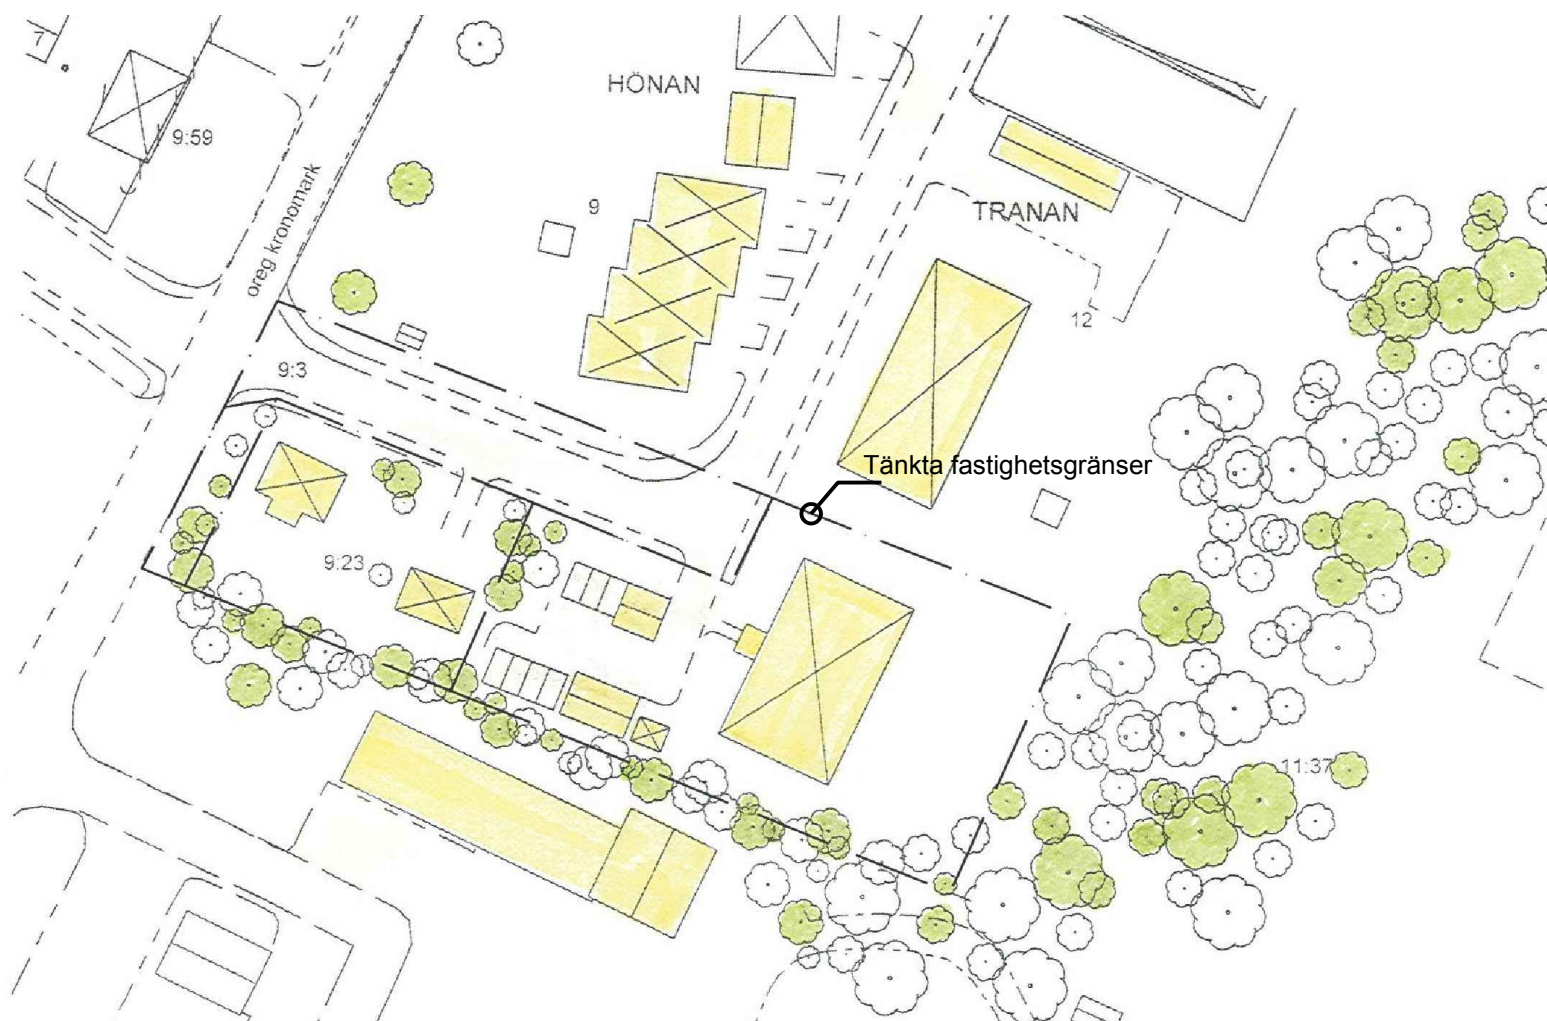 7
HÖNAN
9:59
oreg kronomark
9
TRANAN
12
9:3
Tänkta fastighetsgränser
9:23
11:37